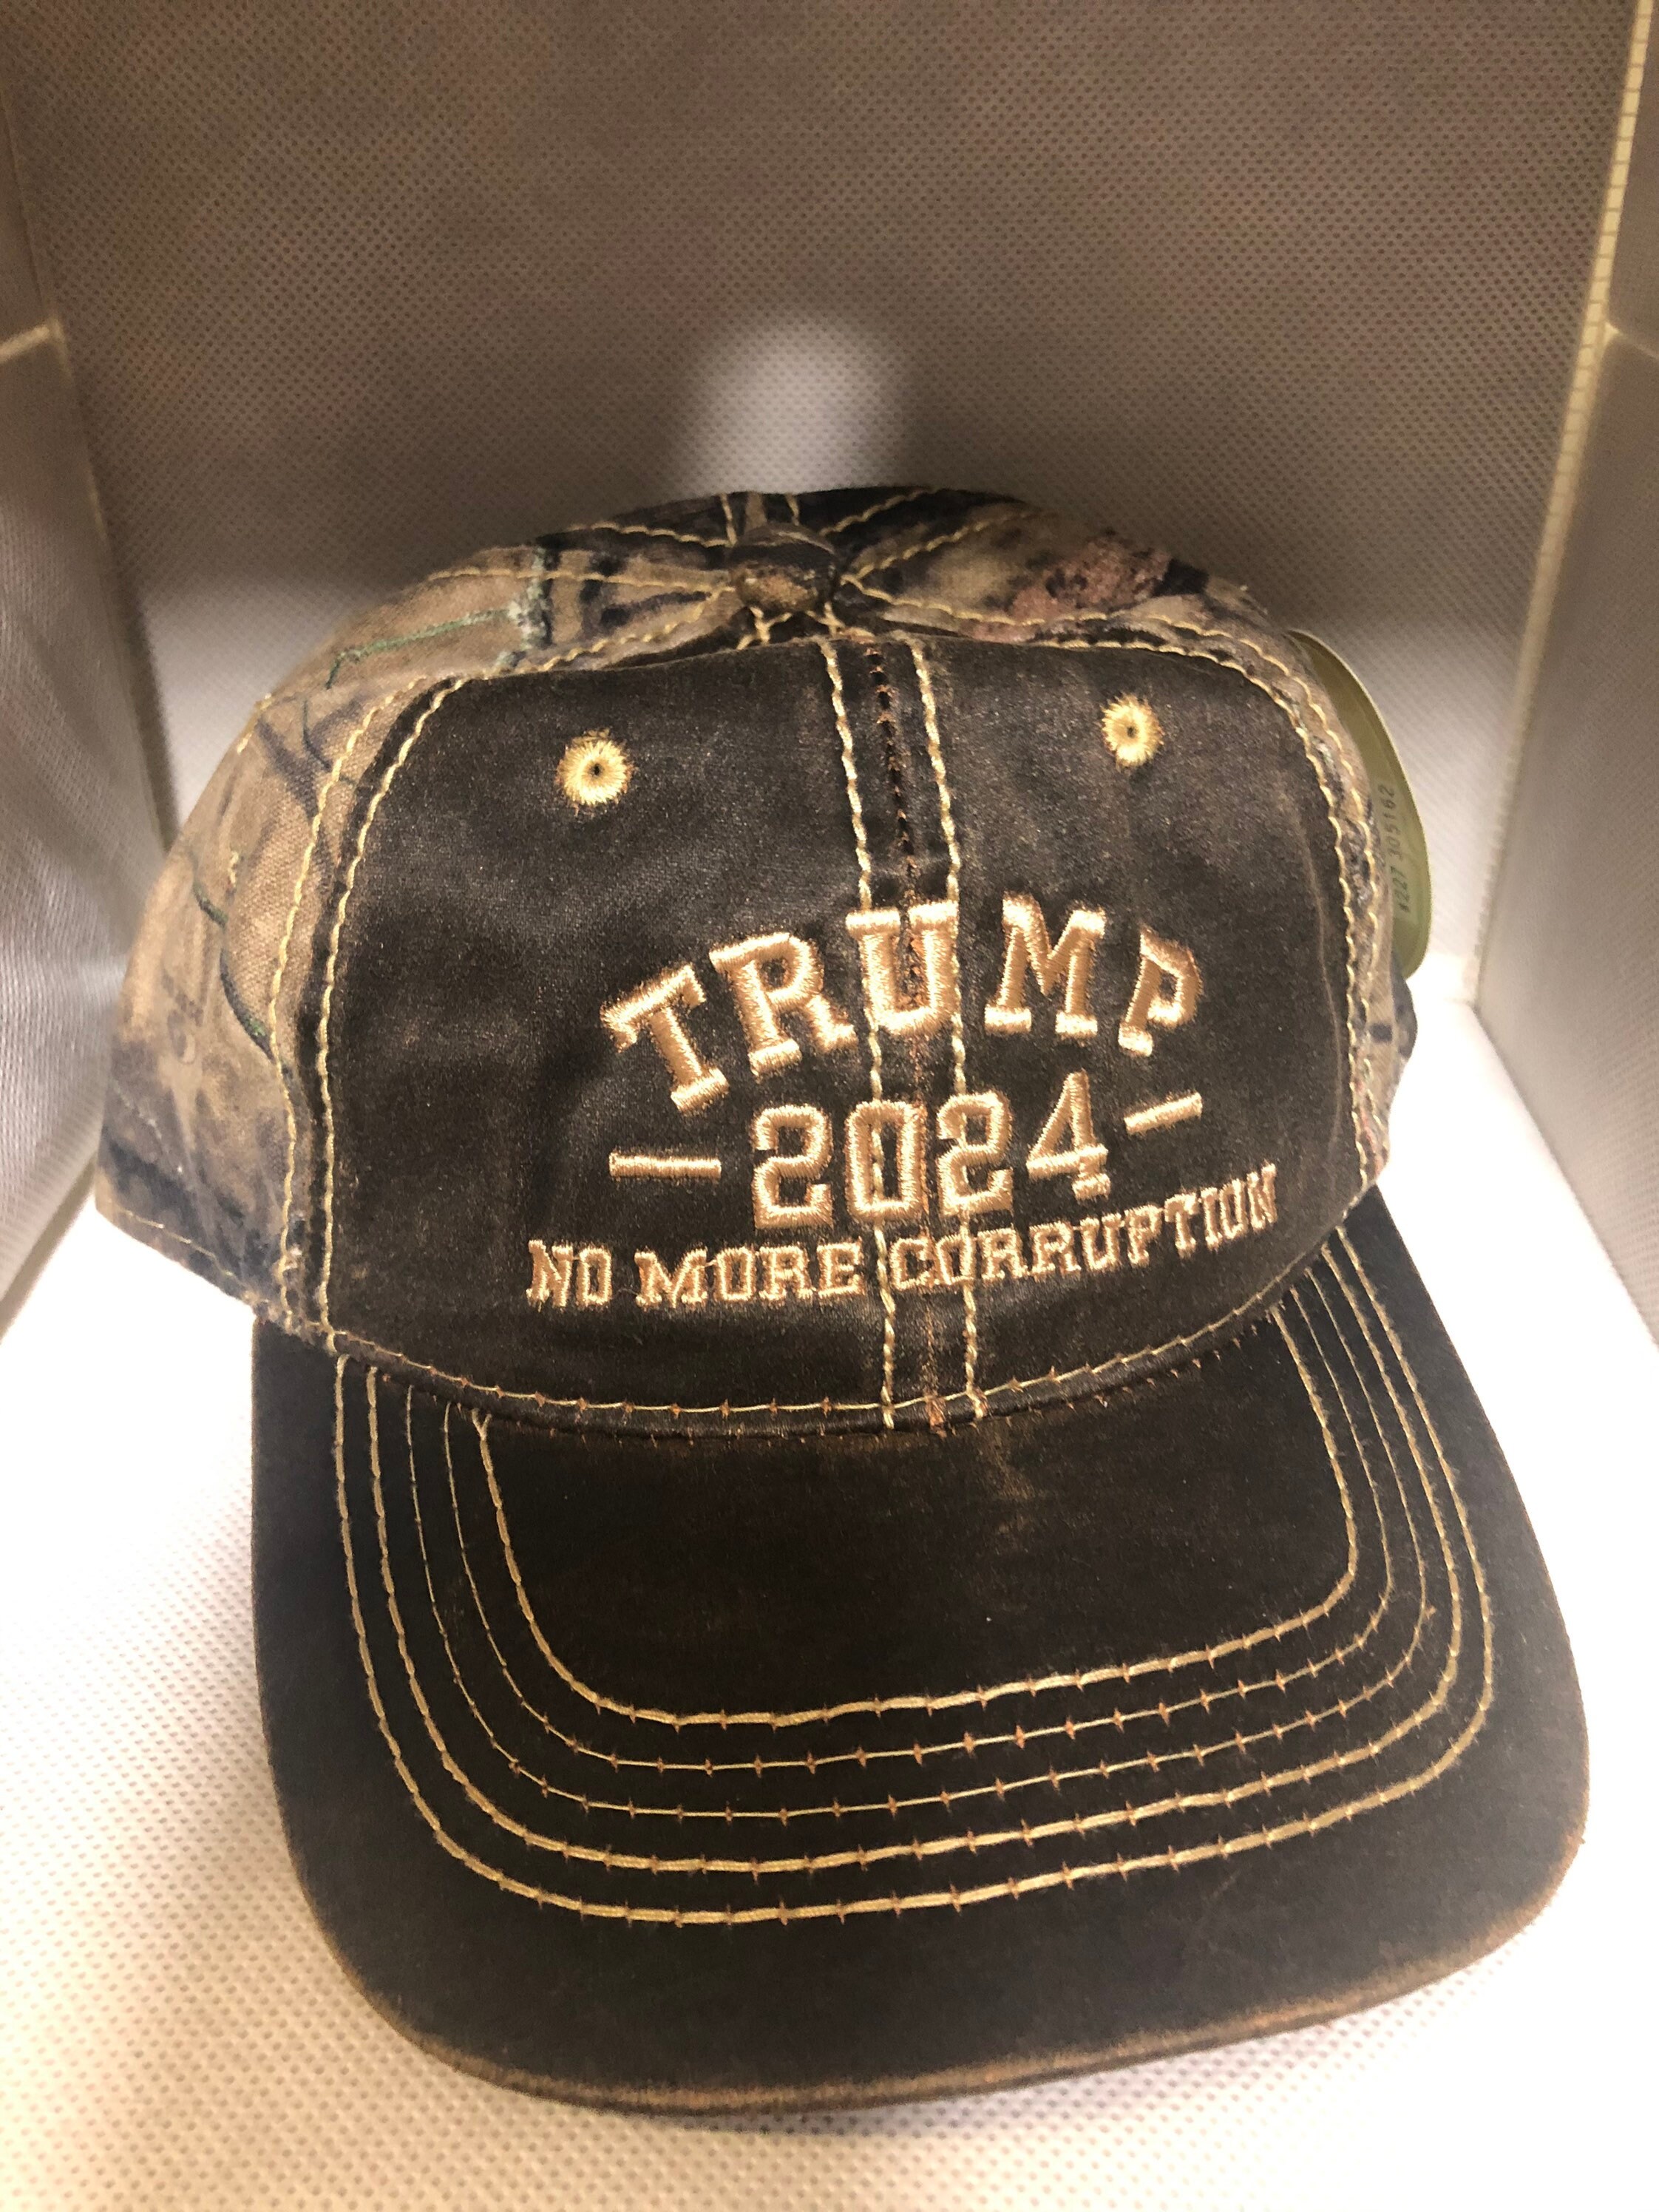 TRUMP
— 2024 —
NO MORE CORRUPTION